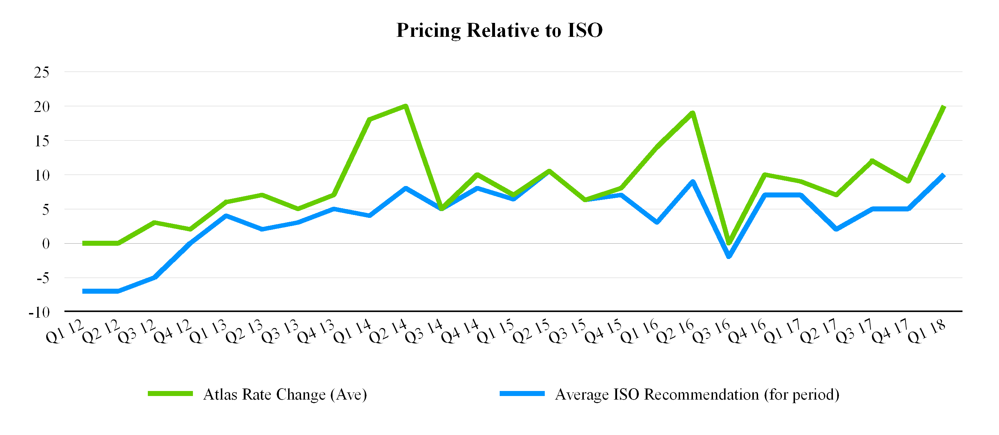 Pricing Relative to ISO
25
20
15
10
5
0
-5
-10
Q1 12
Q2 12
Q3 12
Q4 12
Q1 13
Q2 13
Q3 13
Q4 13
Q1 14
Q2 14
Q3 14
Q4 14
Q1 15
Q2 15
Q3 15
Q4 15
Q1 16
Q2 16
Q3 16
Q4 16
Q1 17
Q2 17
Q3 17
Q4 17
Q1 18
Atlas Rate Change (Ave)
Average ISO Recommendation (for period)